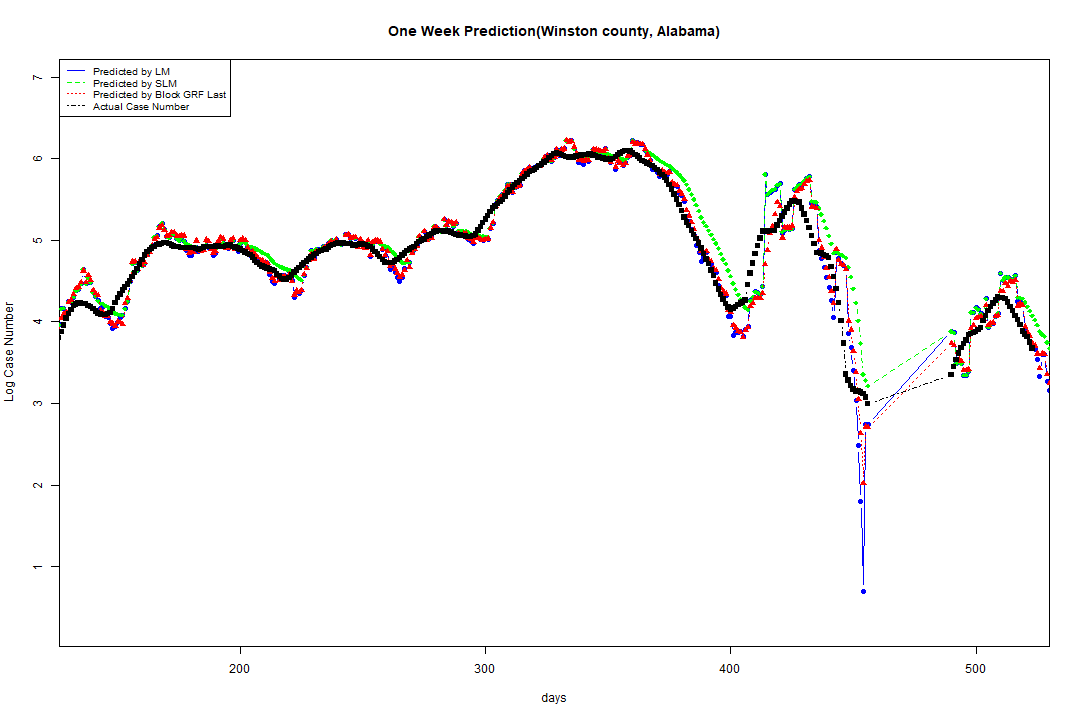 One Week Prediction(Winston county, Alabama)
Predicted by LM
Predicted by SLM
Predicted by Block GRF Last
Actual Case Number
7
6
5
4
3
2
1
Log Case Number
200 300 400 500
days